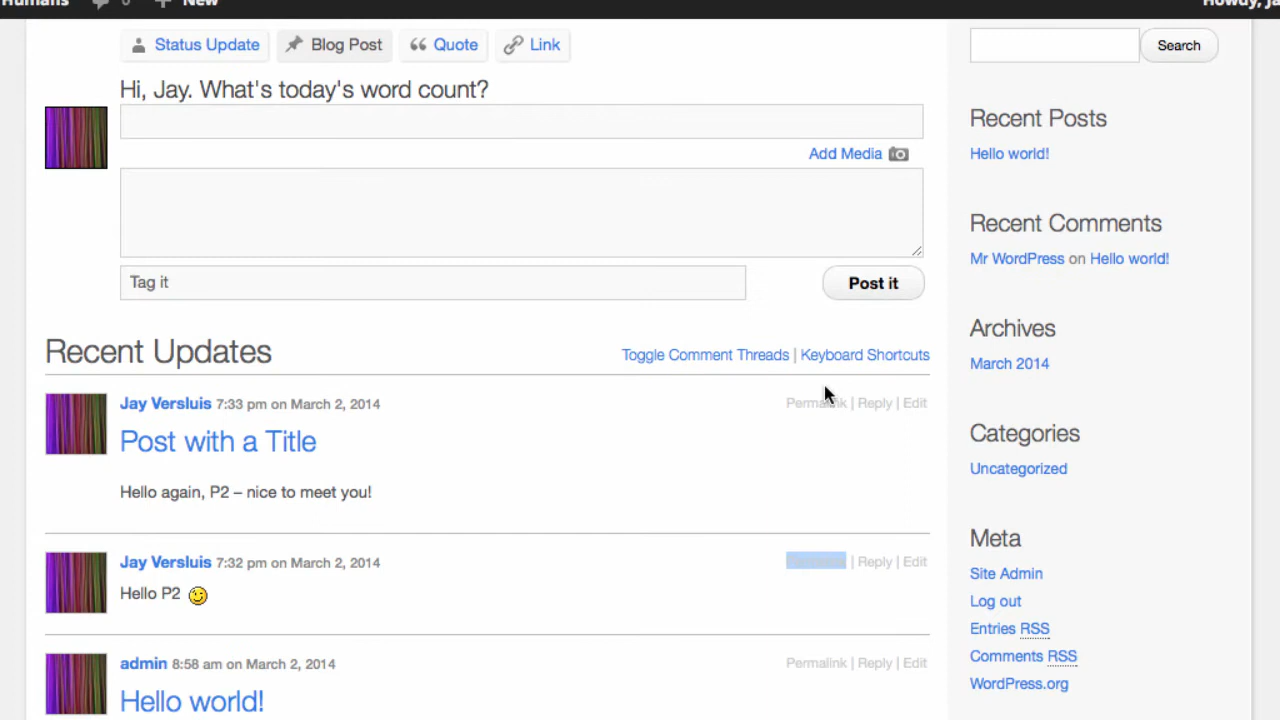 Humans 0 New Howdy, Ja
Status Update Blog Post Quote Link
Hi, Jay. What's today's word count?
Add Media
Tag it
Post it
Recent Updates
Toggle Comment Threads | Keyboard Shortcuts
Jay Versluis 7:33 pm on March 2, 2014
Permalink | Reply | Edit
Post with a Title
Hello again, P2 – nice to meet you!
Jay Versluis 7:32 pm on March 2, 2014
Permalink | Reply | Edit
Hello P2
admin 8:58 am on March 2, 2014
Permalink | Reply | Edit
Hello world!
Search
Recent Posts
Hello world!
Recent Comments
Mr WordPress on Hello world!
Archives
March 2014
Categories
Uncategorized
Meta
Site Admin
Log out
Entries RSS
Comments RSS
WordPress.org